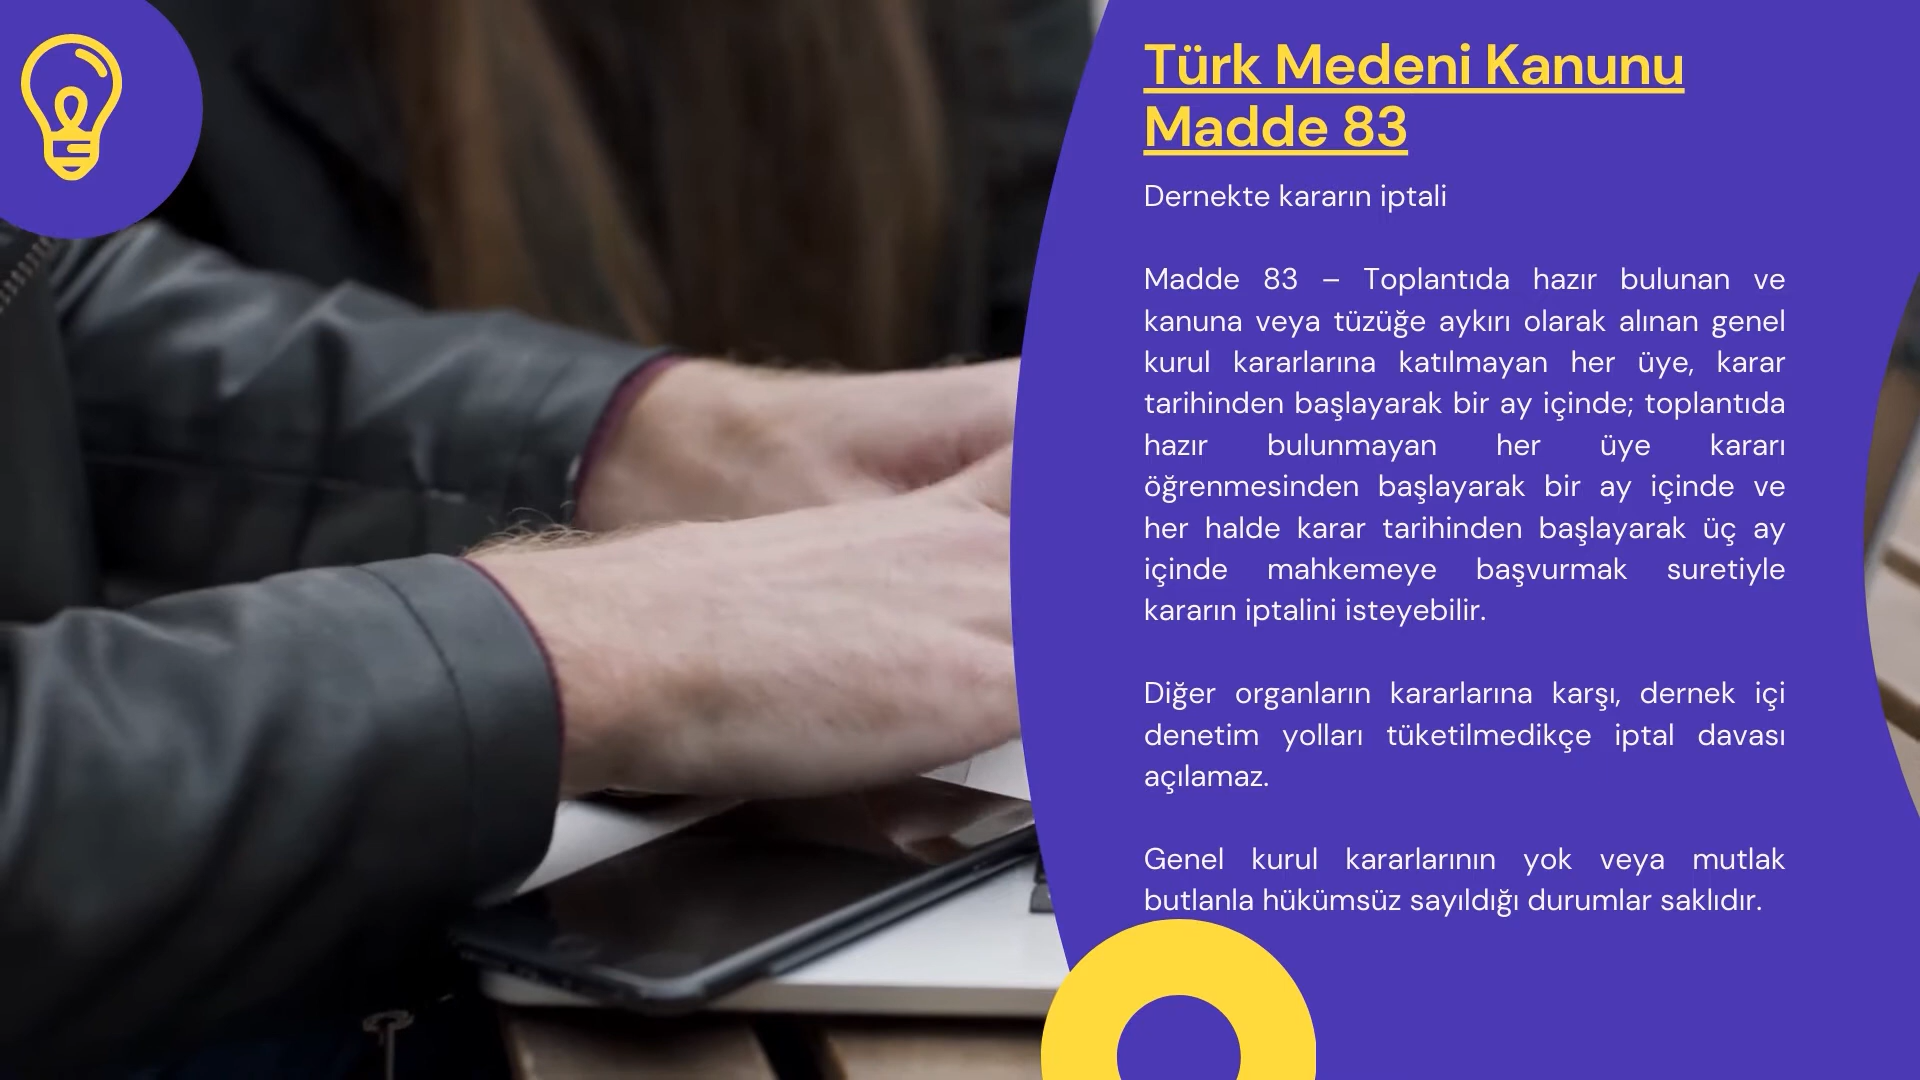 Türk Medeni Kanunu
Madde 83
Dernekte kararın iptali
Madde 83 – Toplantıda hazır bulunan ve
kanuna veya tüzüğe aykırı olarak alınan genel
kurul kararlarına katılmayan her üye, karar
tarihinden başlayarak bir ay içinde; toplantıda
hazır bulunmayan her üye kararı
öğrenmesinden başlayarak bir ay içinde ve
her halde karar tarihinden başlayarak üç ay
içinde mahkemeye başvurmak suretiyle
kararın iptalini isteyebilir.
Diğer organların kararlarına karşı, dernek içi
denetim yolları tüketilmedikçe iptal davası
açılamaz.
Genel kurul kararlarının yok veya mutlak
butlanla hükümsüz sayıldığı durumlar saklıdır.